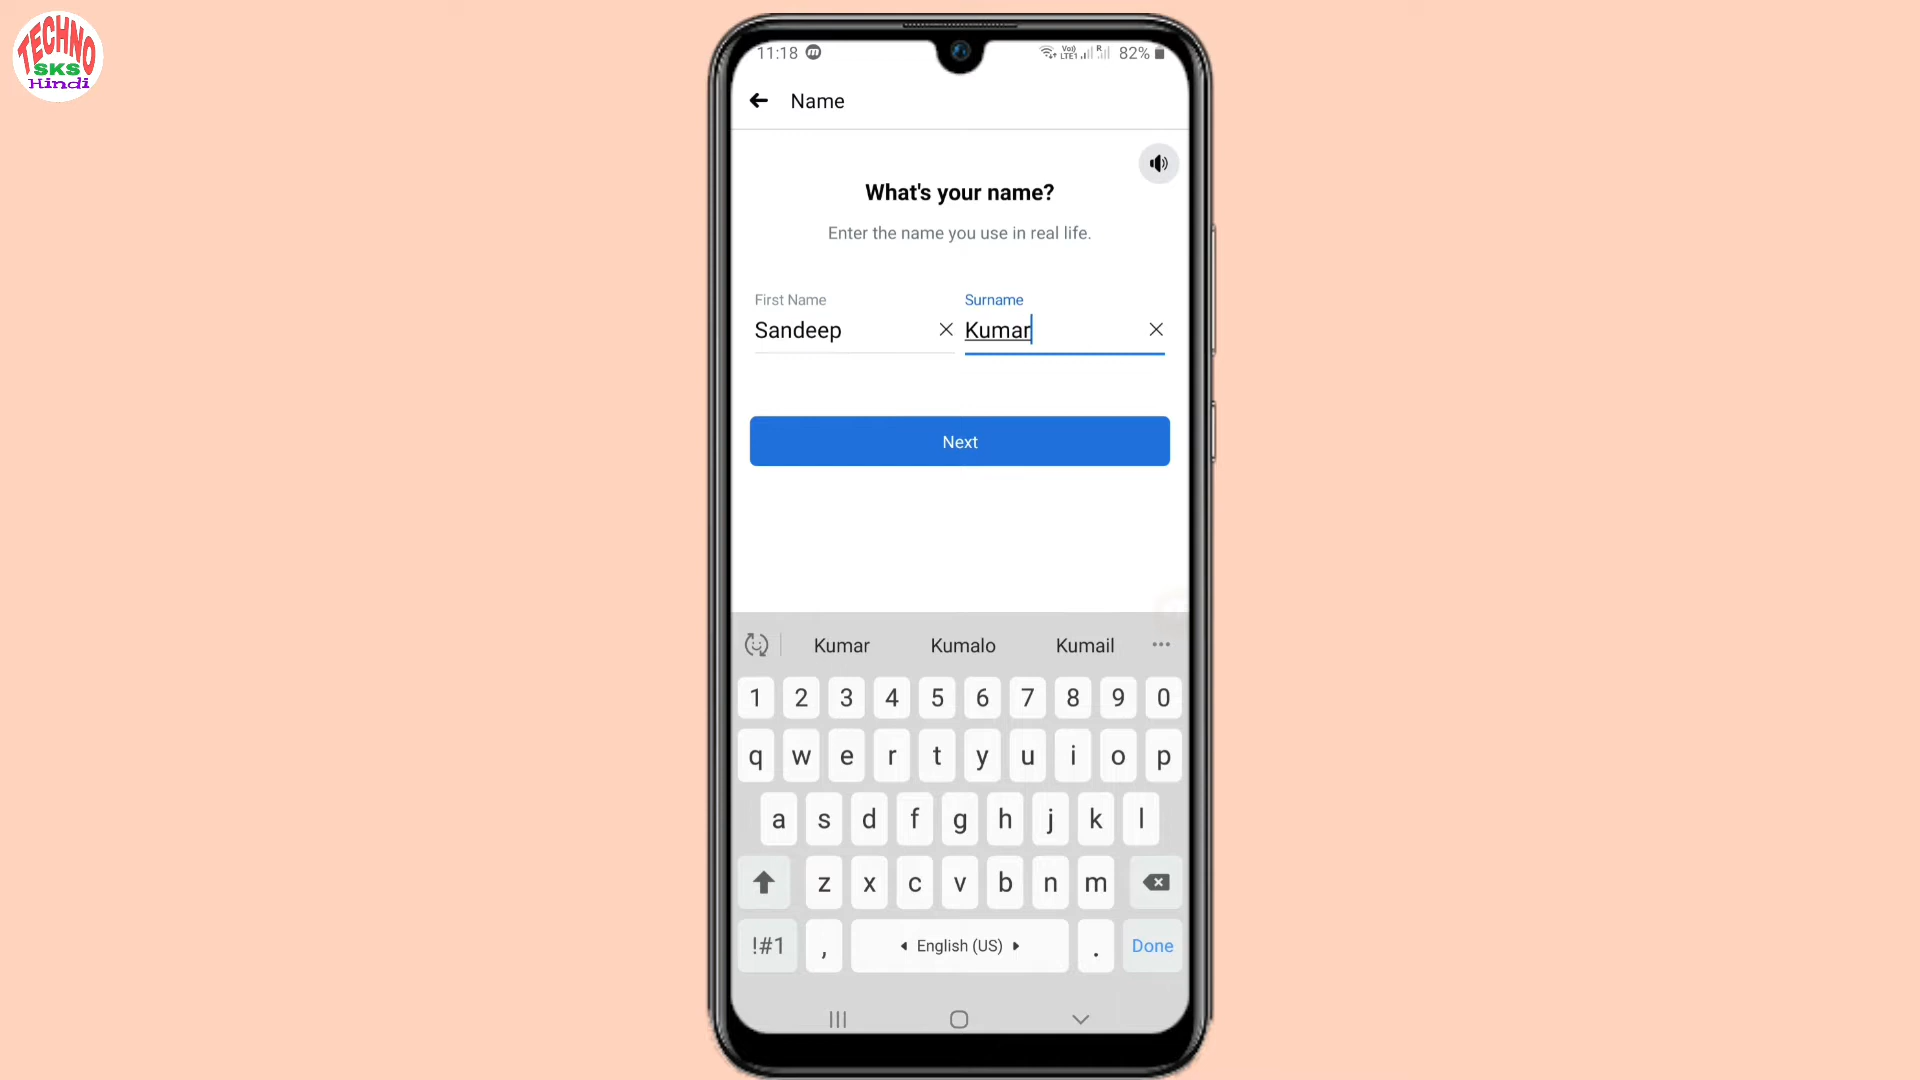 TECHNO
SKS
Hindi
11:18
Vo))
LTE1
R
82%
Name
What's your name?
Enter the name you use in real life.
First Name Surname
Sandeep Kumar
Next
Kumar Kumalo Kumail
1 2 3 4 5 6 7 8 9 0
q w e r t y u i o p
a s d f g h j k l
z x c v b n m
!#1 , English (US) . Done